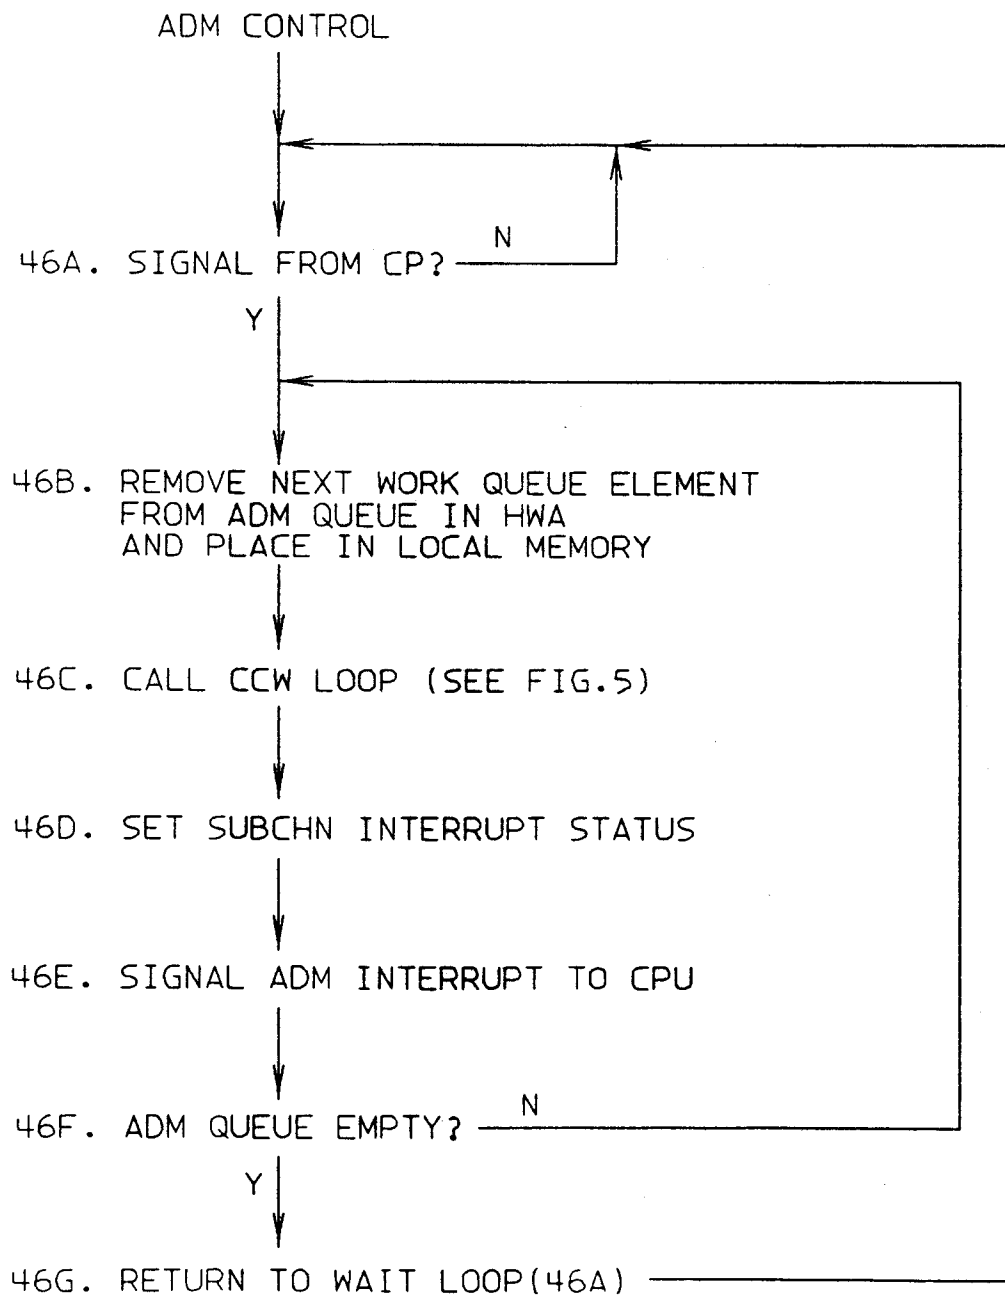 ADM CONTROL
N
46A. SIGNAL FROM CP?
Y
46B. REMOVE NEXT WORK QUEUE ELEMENT
FROM ADM QUEUE IN HWA
AND PLACE IN LOCAL MEMORY
46C. CALL CCW LOOP (SEE FIG.5)
46D. SET SUBCHN INTERRUPT STATUS
46E. SIGNAL ADM INTERRUPT TO CPU
N
46F. ADM QUEUE EMPTY?
Y
46G. RETURN TO WAIT LOOP(46A)